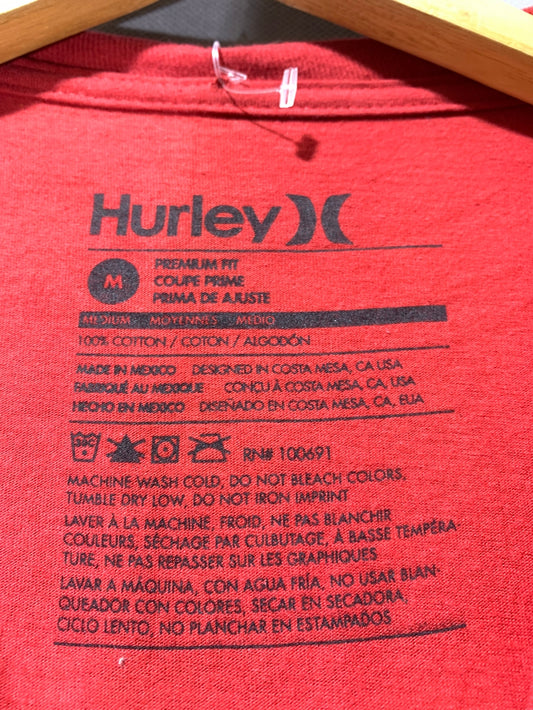 Hurley
M
PREMIUM FIT
COUPE PRIME
PRIMA DE AJUSTE
MEDIUM - MOYENNES - MEDIO
100% COTTON / COTON / ALGODÓN
MADE IN MEXICO DESIGNED IN COSTA MESA, CA USA
FABRIQUÉ AU MEXIQUE CONCU À COSTA MESA, CA, USA
HECHO EN MEXICO DISEÑADO EN COSTA MESA, CA, EUA
30C RN# 100691
MACHINE WASH COLD, DO NOT BLEACH COLORS,
TUMBLE DRY LOW, DO NOT IRON IMPRINT
LAVER À LA MACHINE, FROID, NE PAS BLANCHIR
COULEURS, SÉCHAGE PAR CULBUTAGE, À BASSE TEMPÉRA-
TURE, NE PAS REPASSER SUR LES GRAPHIQUES
LAVAR A MÁQUINA, CON AGUA FRÍA, NO USAR BLAN-
QUEADOR CON COLORES, SECAR EN SECADORA,
CICLO LENTO, NO PLANCHAR EN ESTAMPADOS